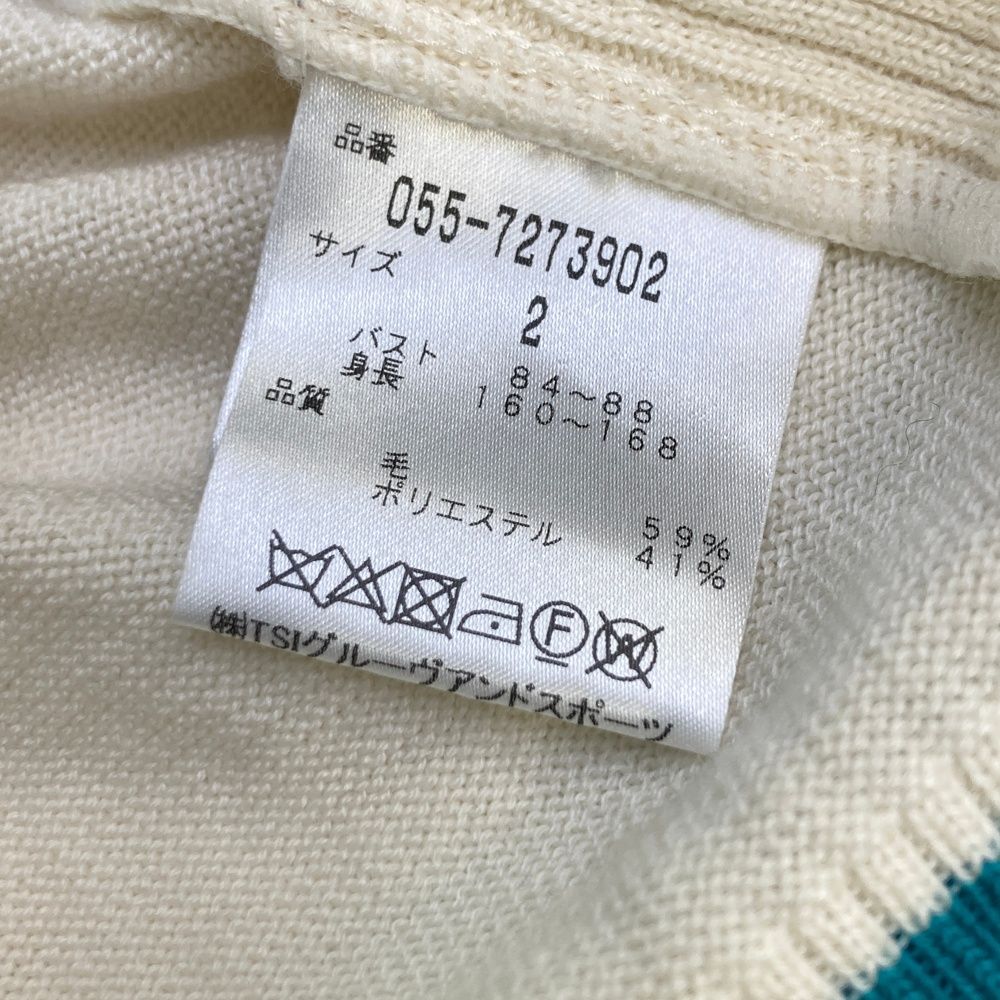 品番
055-7273902
サイズ
2
バスト 84～88
身長 160～168
品質
毛 59%
ポリエステル 41%
F W
㈱TSIグルーヴアンドスポーツ